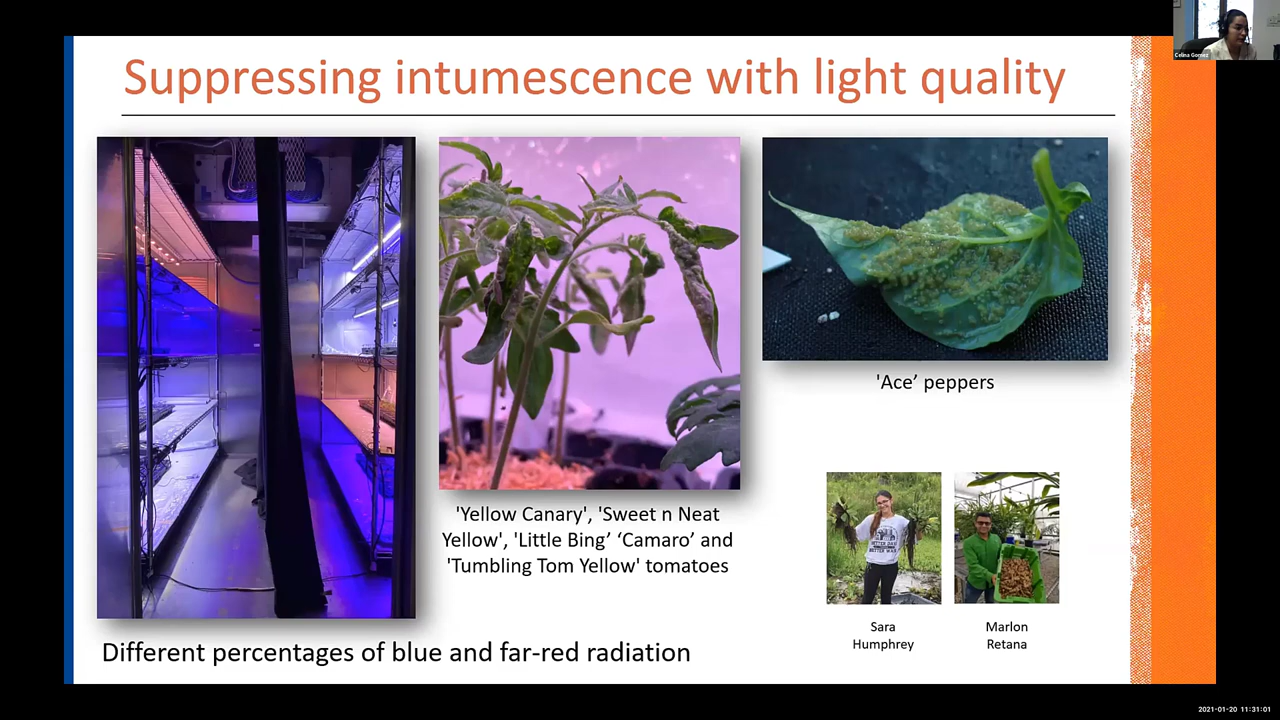 Celina Gomez
Suppressing intumescence with light quality
'Ace’ peppers
'Yellow Canary', 'Sweet n Neat
Yellow', 'Little Bing’ ‘Camaro’ and
'Tumbling Tom Yellow' tomatoes
Sara
Humphrey
Marlon
Retana
Different percentages of blue and far-red radiation
2021-01-20 11:31:01